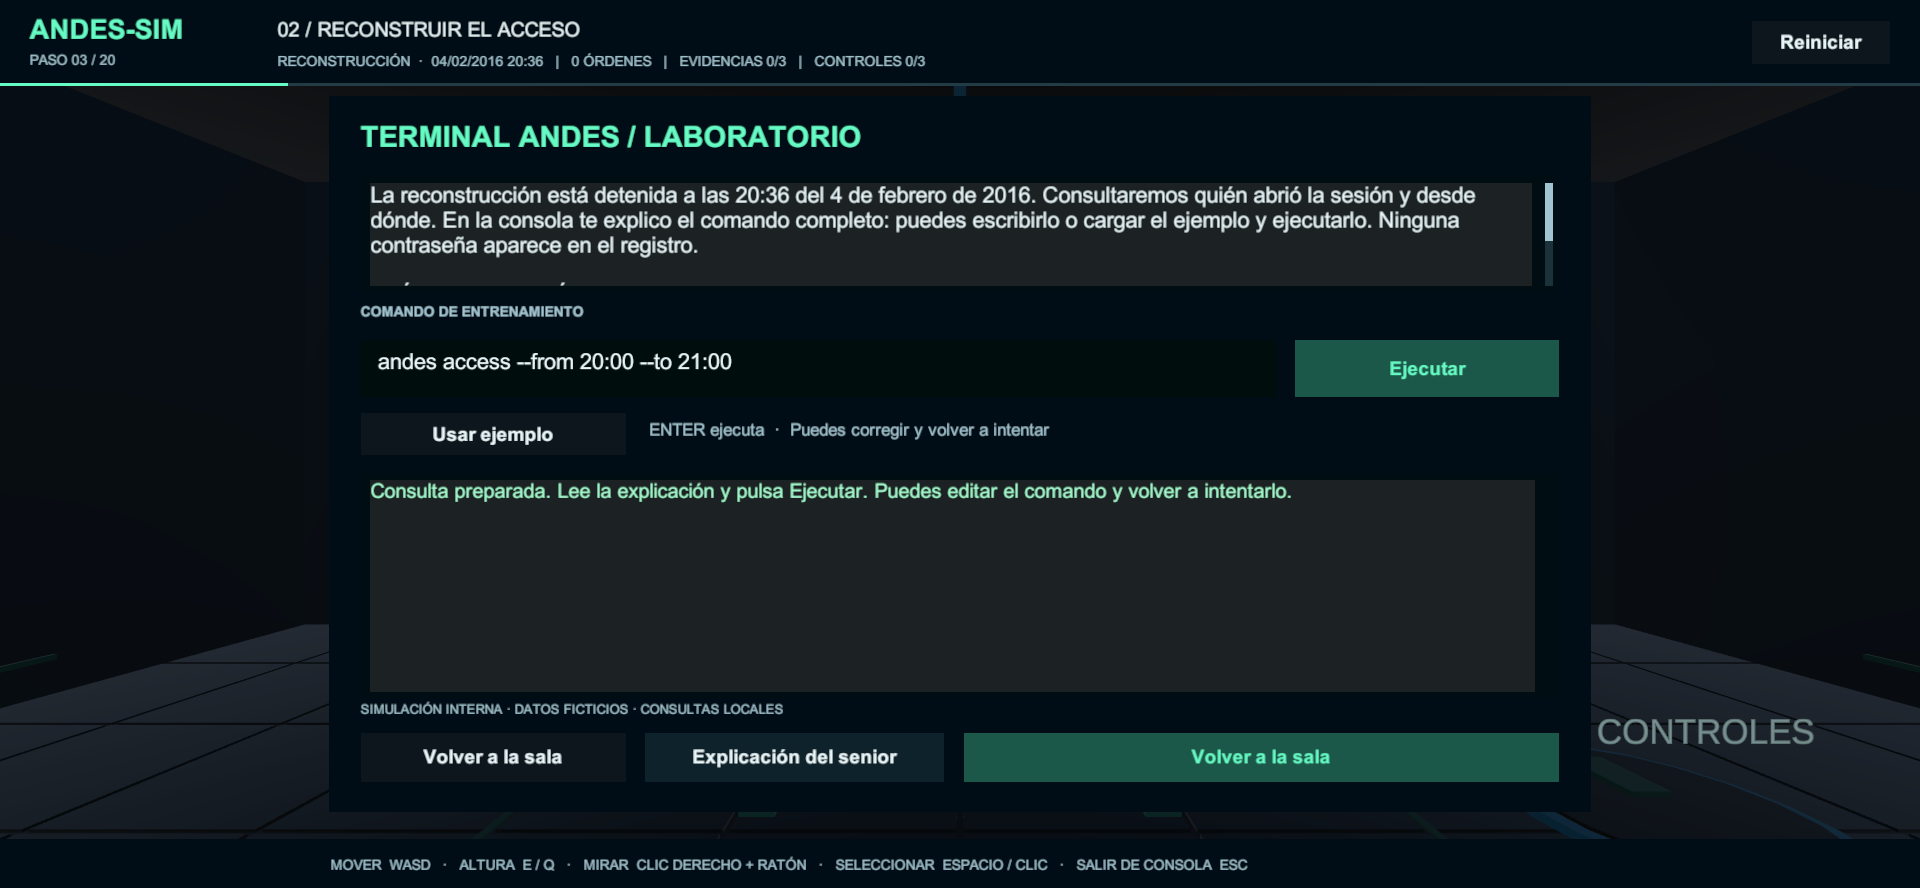 ANDES-SIM
PASO 03 / 20
02 / RECONSTRUIR EL ACCESO
RECONSTRUCCIÓN · 04/02/2016 20:36 | 0 ÓRDENES | EVIDENCIAS 0/3 | CONTROLES 0/3
Reiniciar
TERMINAL ANDES / LABORATORIO
La reconstrucción está detenida a las 20:36 del 4 de febrero de 2016. Consultaremos quién abrió la sesión y desde
dónde. En la consola te explico el comando completo: puedes escribirlo o cargar el ejemplo y ejecutarlo. Ninguna
contraseña aparece en el registro.
COMANDO DE ENTRENAMIENTO
andes access --from 20:00 --to 21:00
Ejecutar
Usar ejemplo
ENTER ejecuta · Puedes corregir y volver a intentar
Consulta preparada. Lee la explicación y pulsa Ejecutar. Puedes editar el comando y volver a intentarlo.
SIMULACIÓN INTERNA · DATOS FICTICIOS · CONSULTAS LOCALES
Volver a la sala
Explicación del senior
Volver a la sala
CONTROLES
MOVER WASD · ALTURA E / Q · MIRAR CLIC DERECHO + RATÓN · SELECCIONAR ESPACIO / CLIC · SALIR DE CONSOLA ESC